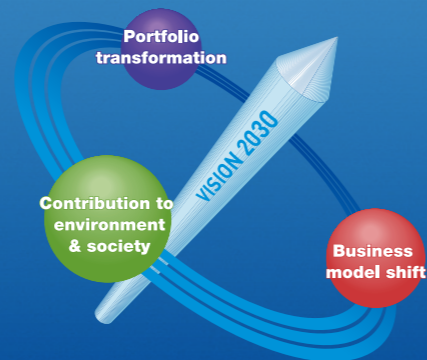 Portfolio
transformation
VISION 2030
Contribution to
environment
& society
Business
model shift